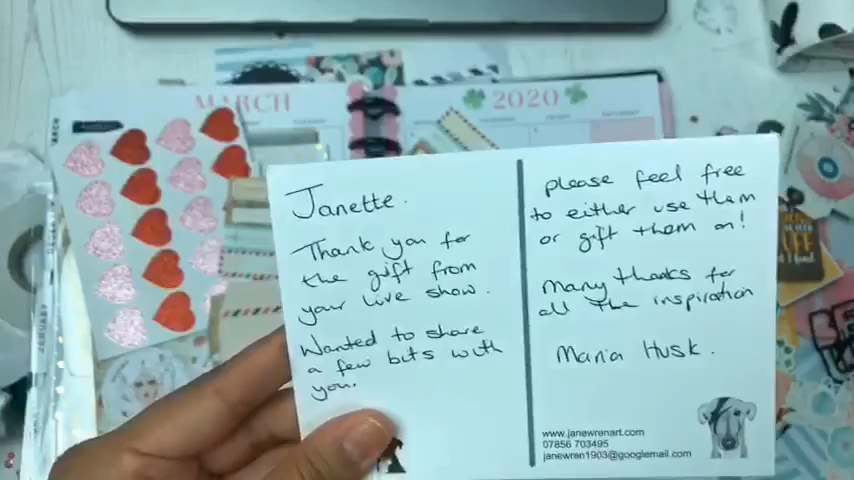 MARCH
2020
Janette.
Thank you for
the gift from
your live show.
Wanted to share
a few bits with
you.
please feel free
to either use them
or gift them on!
many thanks for
all the inspiration
Maria Husk.
www.janewrenart.com
07856 703495
janewren1903@googlemail.com